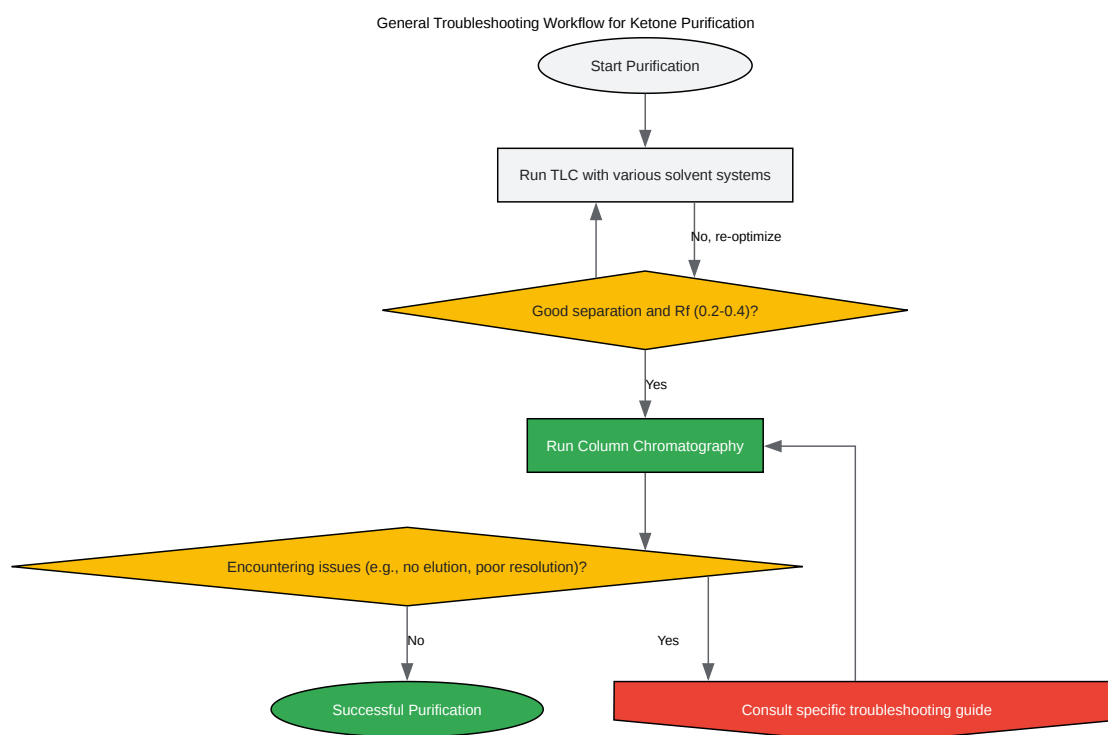 General Troubleshooting Workflow for Ketone Purification
Start Purification
Run TLC with various solvent systems
No, re-optimize
Good separation and Rf (0.2-0.4)?
Yes
Run Column Chromatography
Encountering issues (e.g., no elution, poor resolution)?
No
Yes
Successful Purification
Consult specific troubleshooting guide